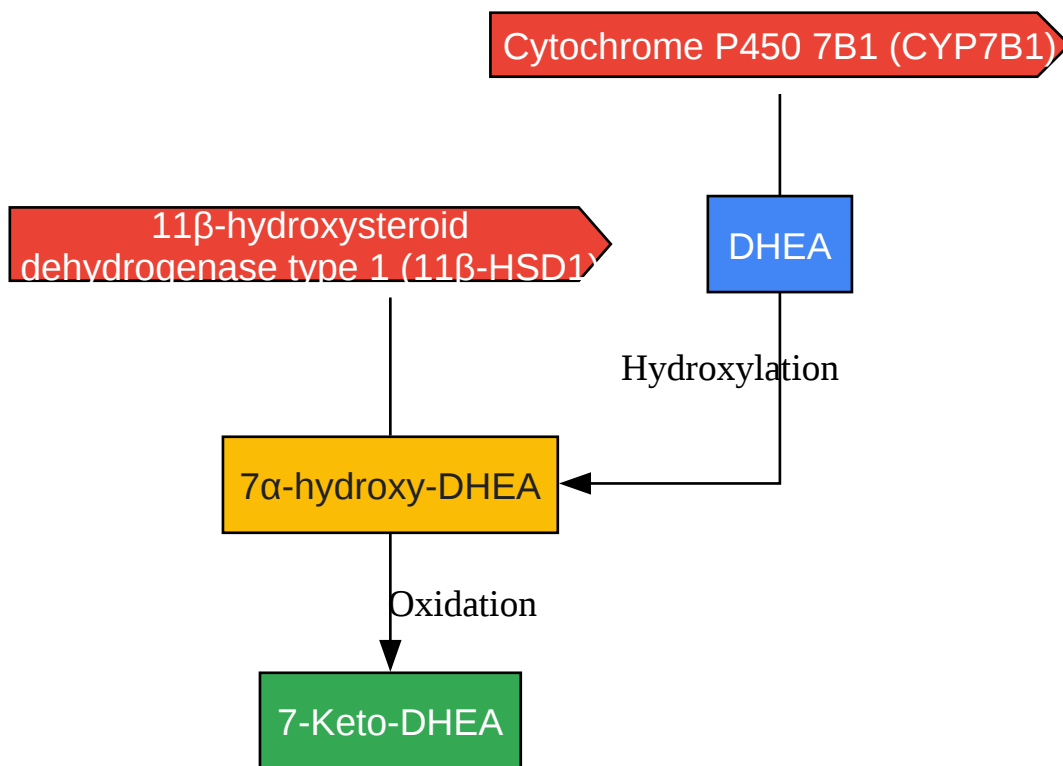 Cytochrome P450 7B1 (CYP7B1)
11β-hydroxysteroid
dehydrogenase type 1 (11β-HSD1)
DHEA
Hydroxylation
7α-hydroxy-DHEA
Oxidation
7-Keto-DHEA